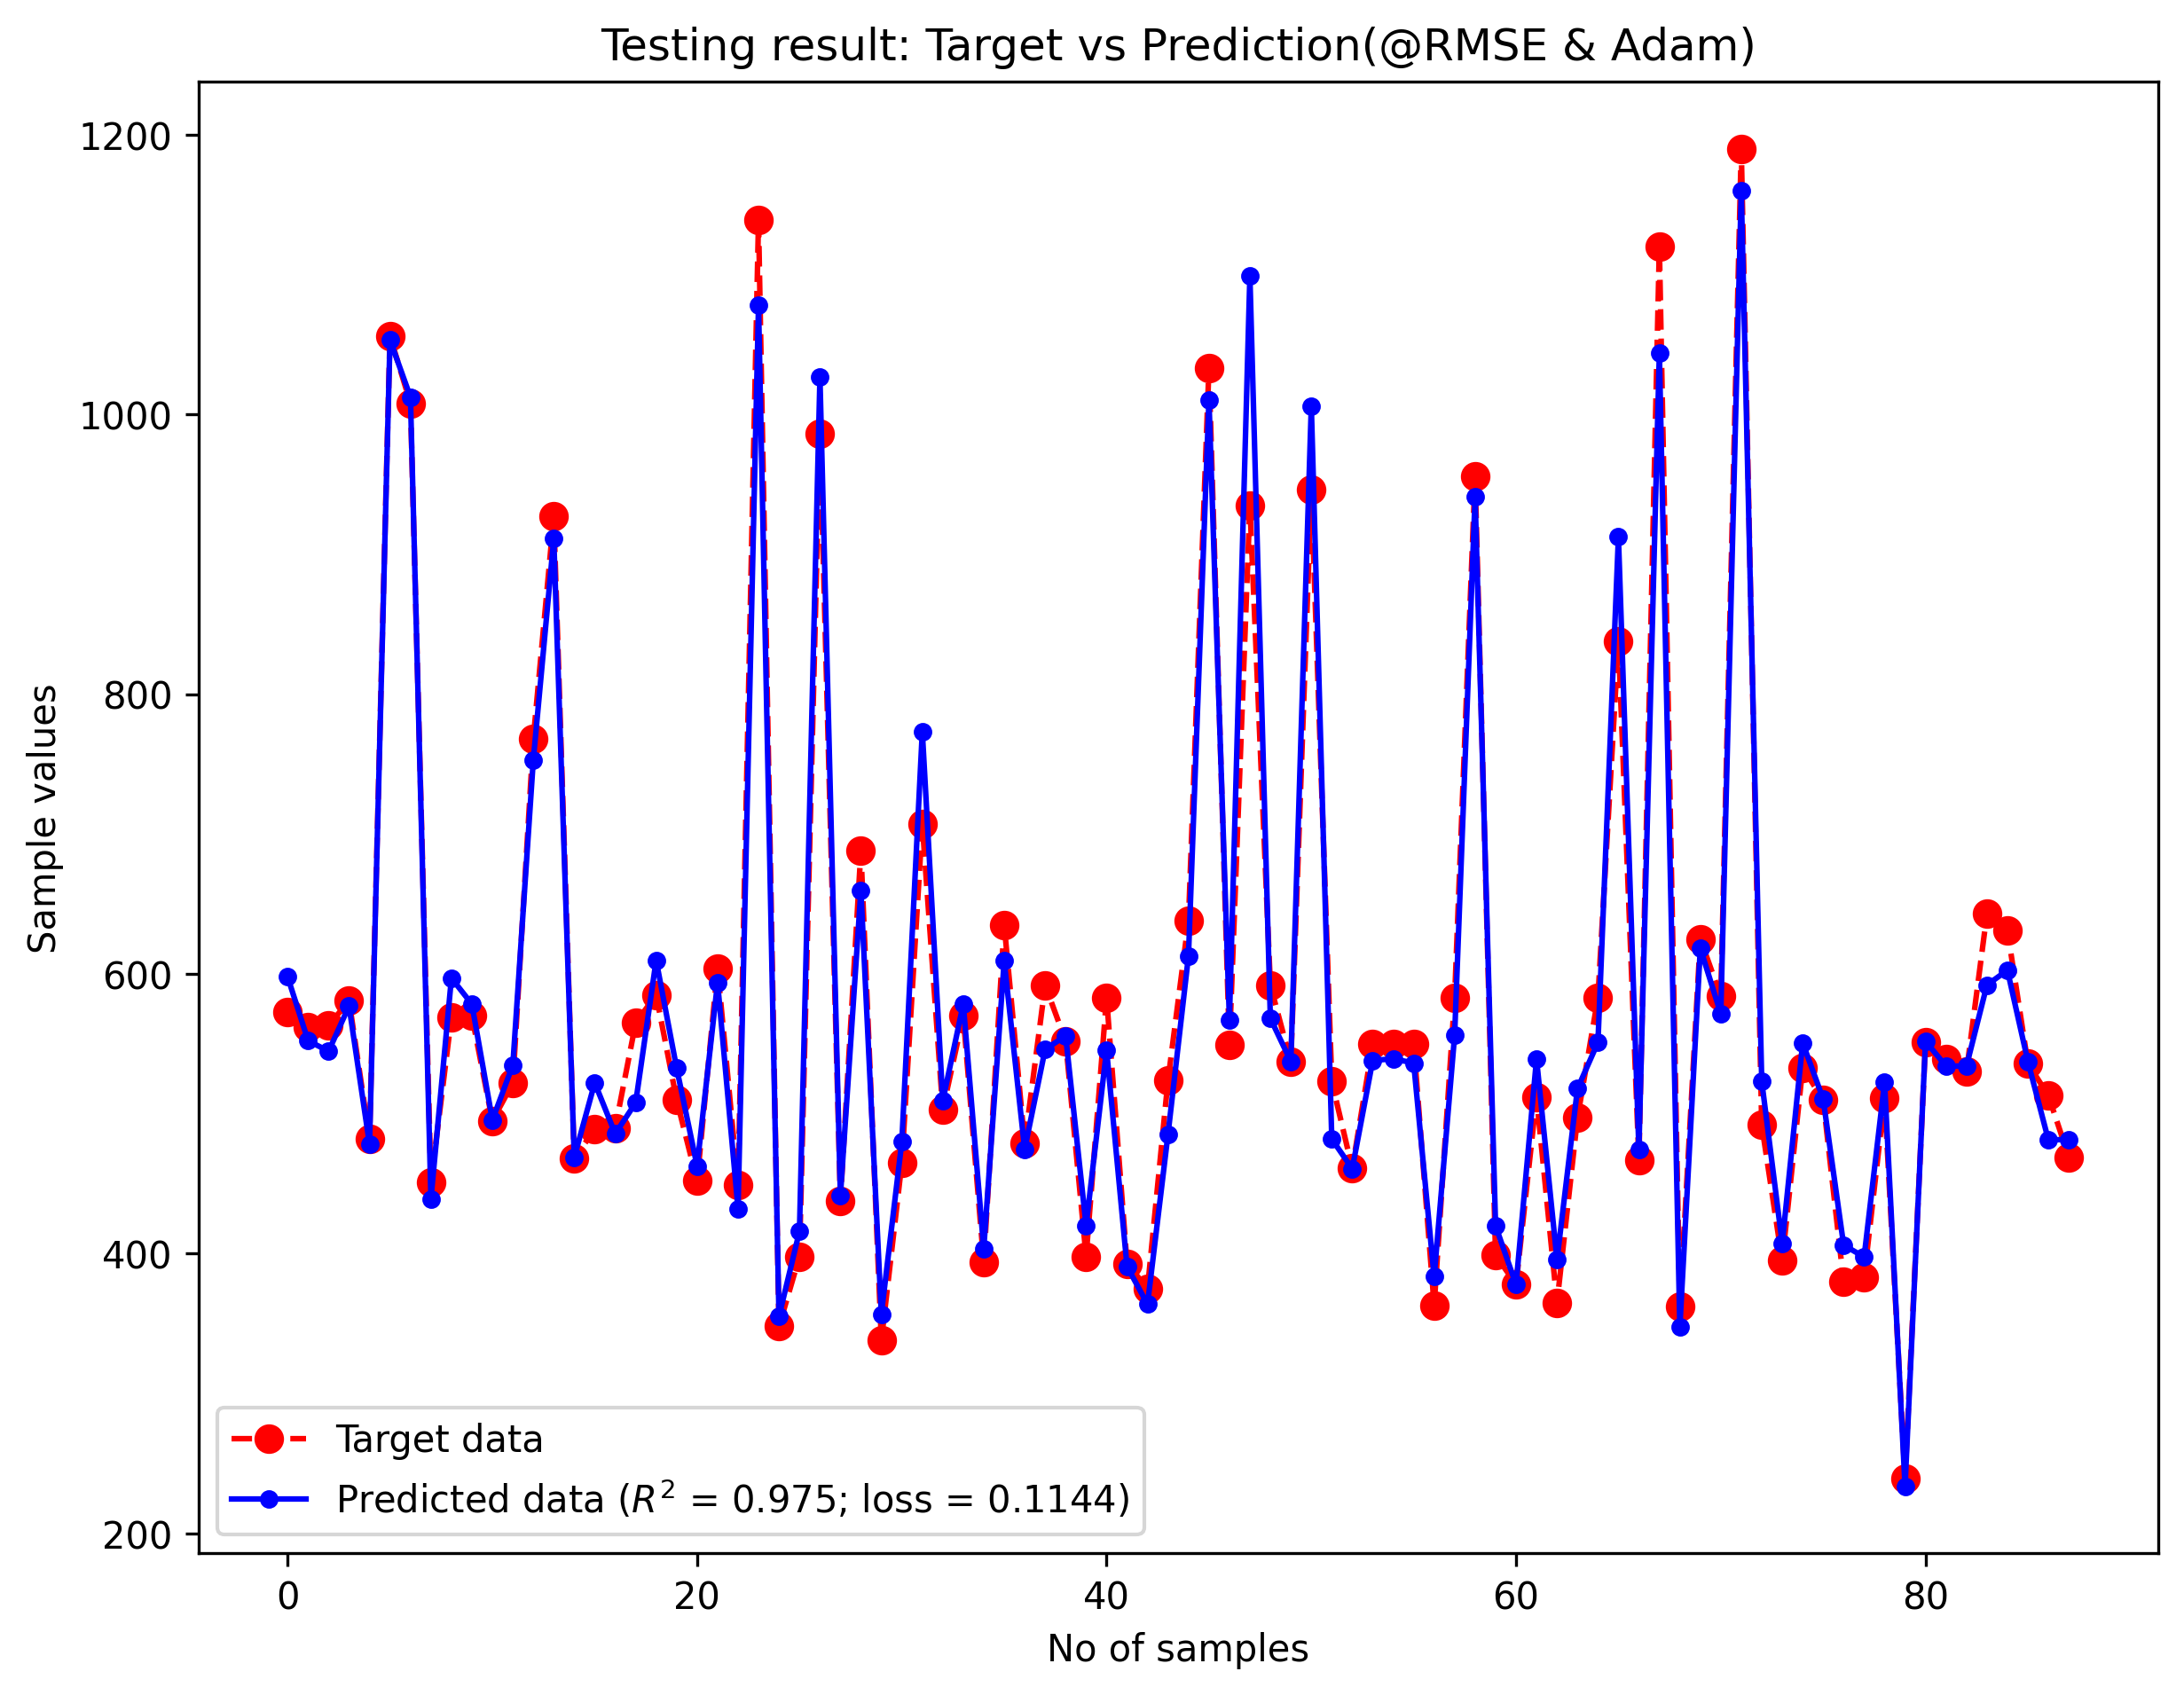 Testing result: Target vs Prediction(@RMSE & Adam)
1200
1000
800
600
400
200
Sample values
Target data
Predicted data (R² = 0.975; loss = 0.1144)
0 20 40 60 80
No of samples